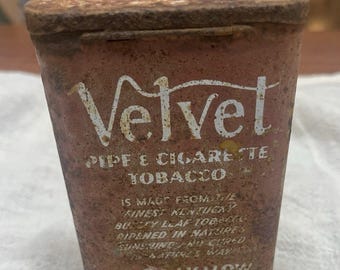 Velvet
PIPE & CIGARETTE
TOBACCO
IS MADE FROM THE
FINEST KENTUCKY
BURLEY LEAF TOBACCO
RIPENED IN NATURE'S
SUNSHINE AND CURED
IN NATURE'S WAY